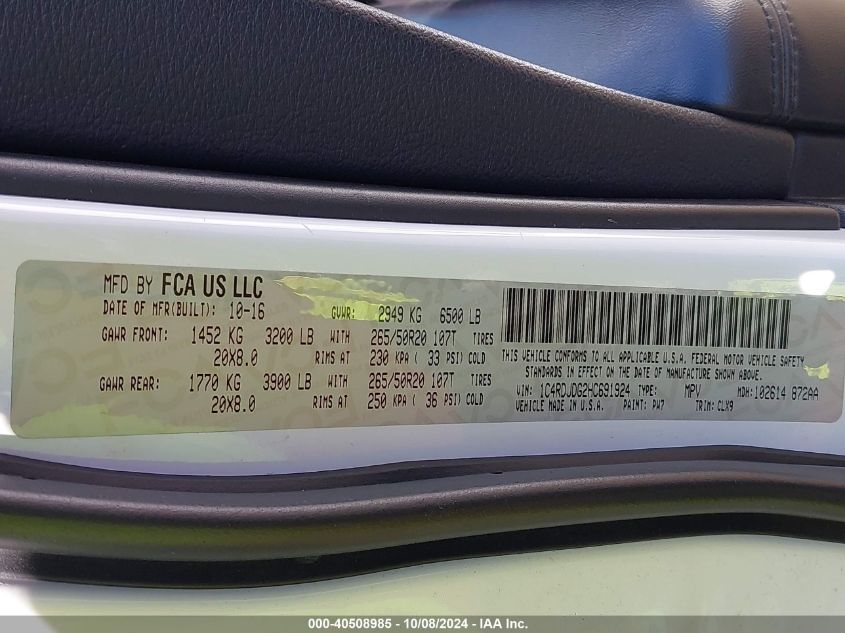 MFD BY FCA US LLC
DATE OF MFR(BUILT): 10-16 GVWR: 2949 KG 6500 LB
GAWR FRONT: 1452 KG 3200 LB WITH 265/50R20 107T TIRES
20X8.0 RIMS AT 230 KPA ( 33 PSI) COLD
GAWR REAR: 1770 KG 3900 LB WITH 265/50R20 107T TIRES
20X8.0 RIMS AT 250 KPA ( 36 PSI) COLD
THIS VEHICLE CONFORMS TO ALL APPLICABLE U.S.A. FEDERAL MOTOR VEHICLE SAFETY
STANDARDS IN EFFECT ON THE DATE OF MANUFACTURE SHOWN ABOVE.
VIN: 1C4RDJDG2HC691924 TYPE: MPV MDH:102614 872AA
VEHICLE MADE IN U.S.A. PAINT: PW7 TRIM: CLX9
000-40508985 - 10/08/2024 - IAA Inc.